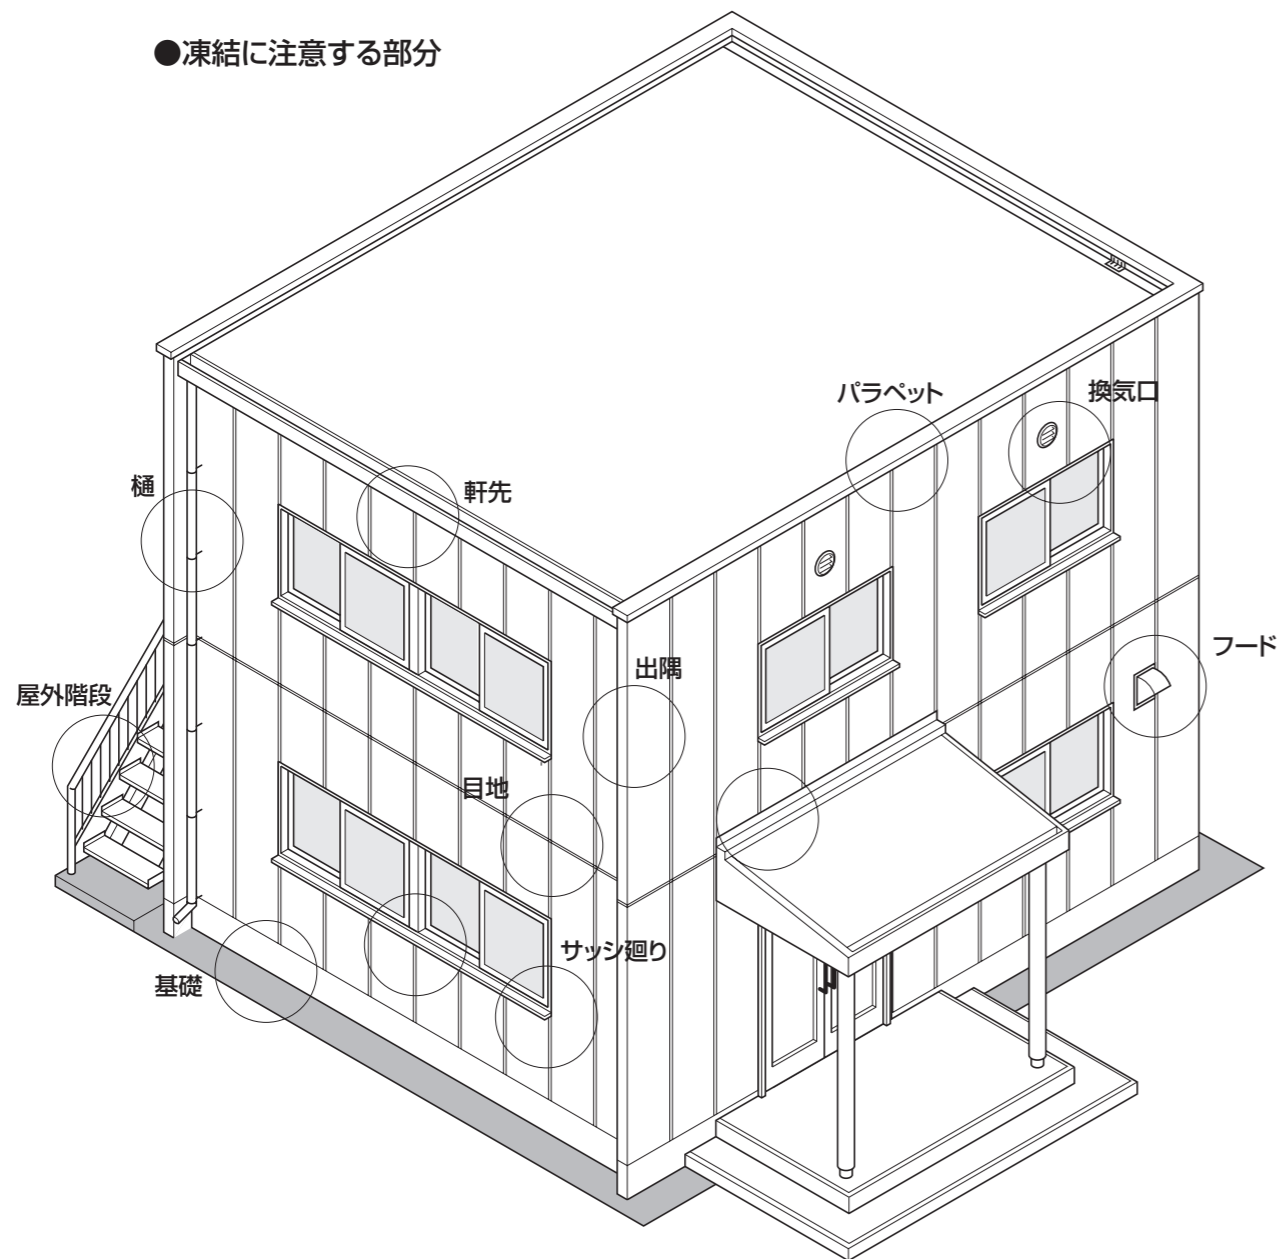 ●凍結に注意する部分
パラペット
換気口
樋
軒先
フード
出隅
屋外階段
目地
サッシ廻り
基礎